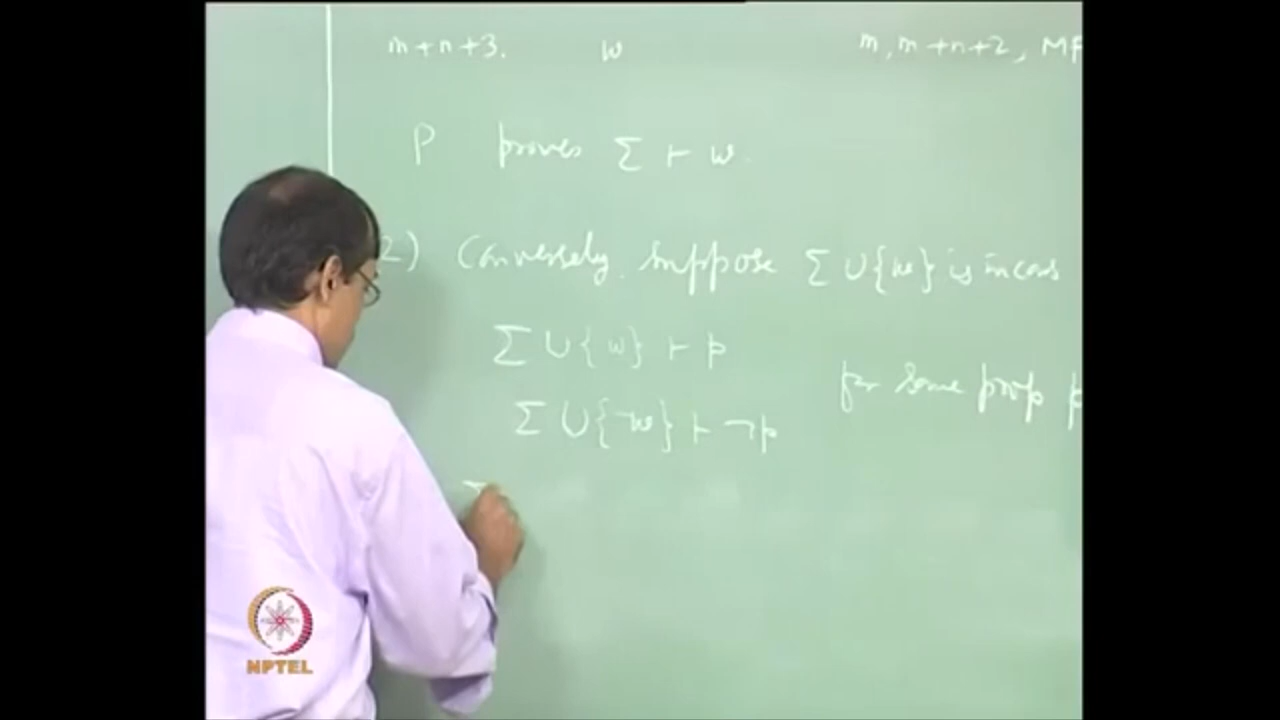 m+n+3. w m, m+n+2, MP
P proves Σ ⊢ w.
2) Conversely, suppose Σ ∪ {w} is incons
Σ ∪ {w} ⊢ p
for some prop p
Σ ∪ {¬w} ⊢ ¬p
NPTEL